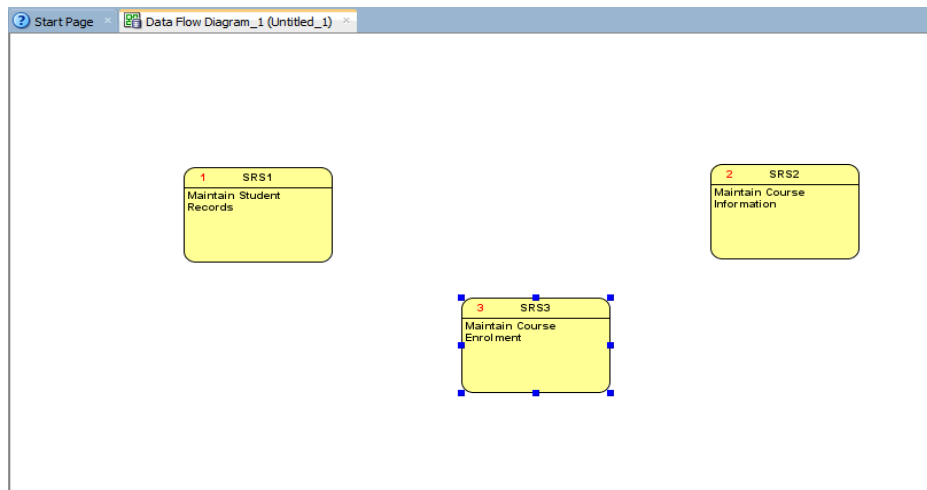 Start Page
Data Flow Diagram_1 (Untitled_1)
1 SRS1
Maintain Student
Records
2 SRS2
Maintain Course
Information
3 SRS3
Maintain Course
Enrolment